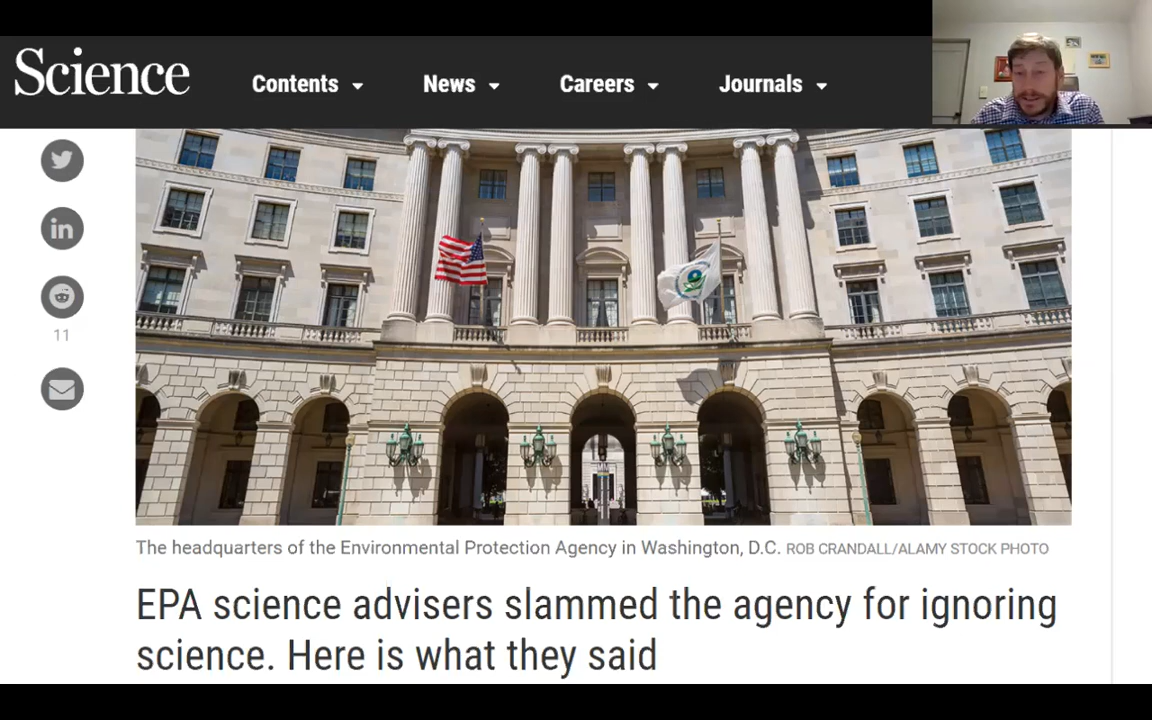 Science
Contents
News
Careers
Journals
11
The headquarters of the Environmental Protection Agency in Washington, D.C. ROB CRANDALL/ALAMY STOCK PHOTO
EPA science advisers slammed the agency for ignoring
science. Here is what they said